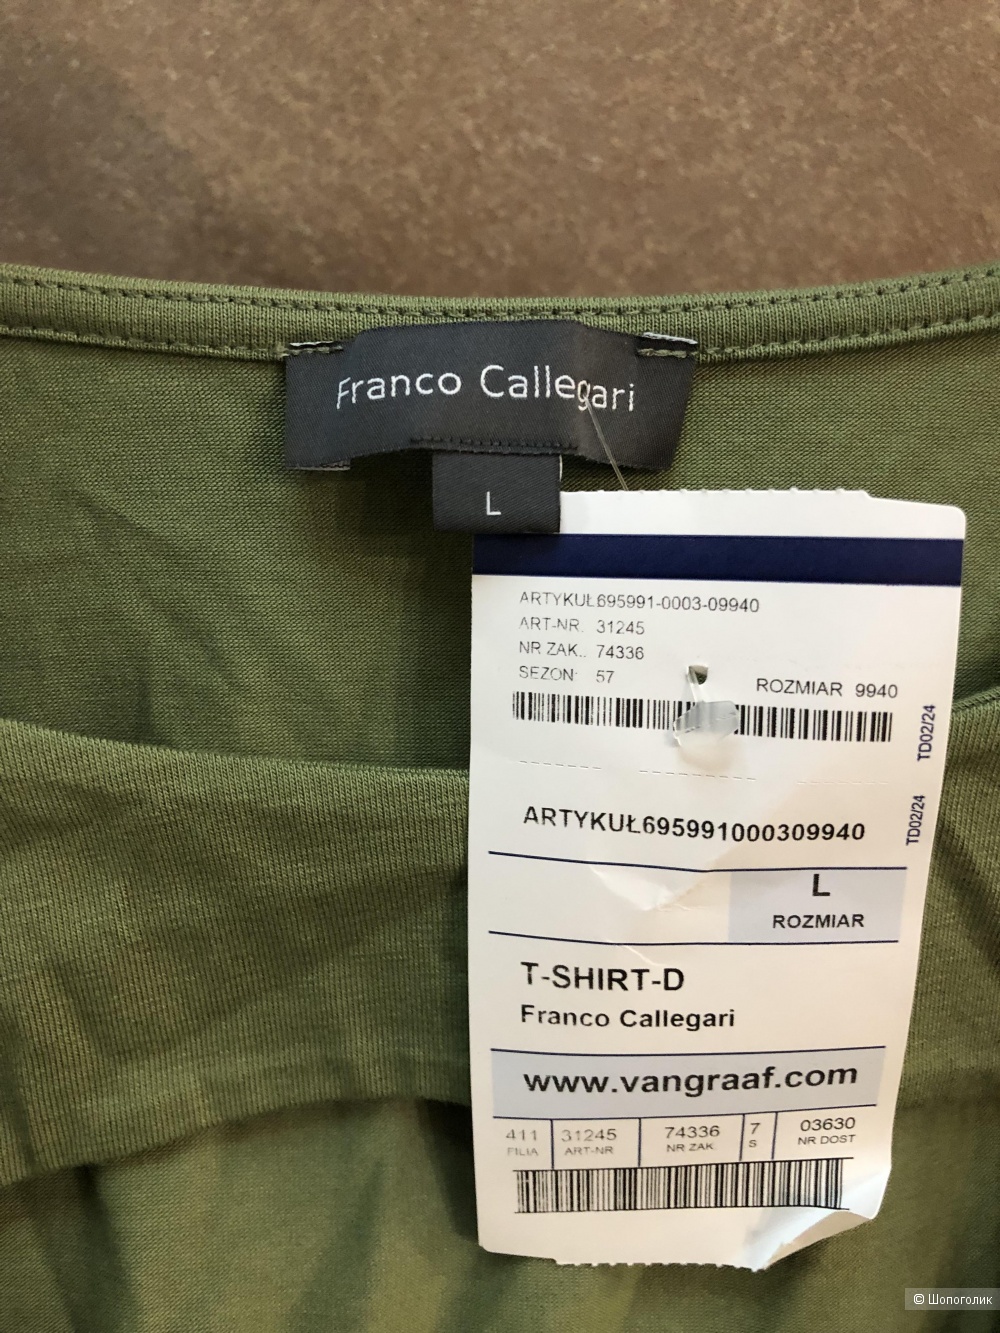 Franco Callegari
L
ARTYKUŁ695991-0003-09940
ART-NR. 31245
NR ZAK.. 74336
SEZON: 57
ROZMIAR 9940
TD02/24
TD02/24
ARTYKUŁ695991000309940
L
ROZMIAR
T-SHIRT-D
Franco Callegari
www.vangraaf.com
411 31245 74336 7 03630
FILIA ART-NR NR ZAK S NR DOST
© Шопоголик